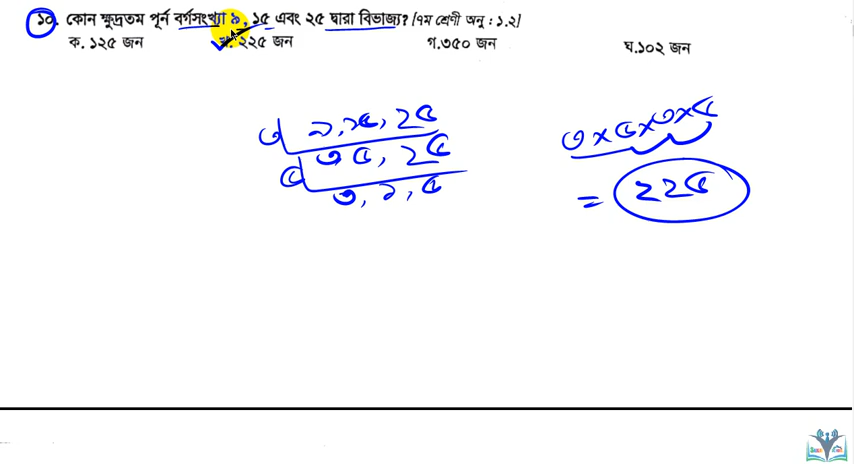 ১০. কোন ক্ষুদ্রতম পূর্ন বর্গসংখ্যা ৯, ১৫ এবং ২৫ দ্বারা বিভাজ্য? [৭ম শ্রেণী অনু : ১.২]
ক. ১২৫ জন খ. ২২৫ জন গ.৩৫০ জন ঘ.১০২ জন
৩ ৯, ১৫, ২৫
৫ ৩ ৫, ২৫
৩, ১, ৫
৩×৫×৩×৫
= ২২৫